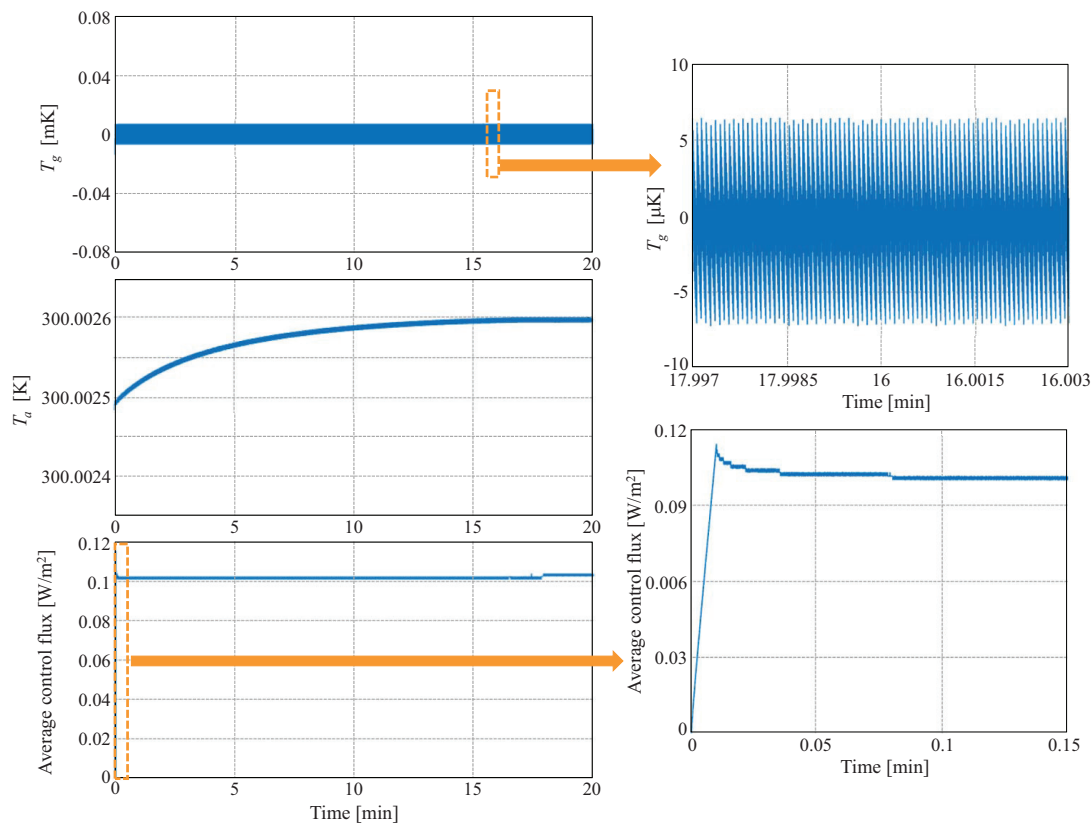 0.08
0.04
0
-0.04
-0.08
T_g [mK]
0 5 10 15 20
10
5
0
-5
-10
T_g [μK]
17.997 17.9985 16 16.0015 16.003
Time [min]
300.0026
300.0025
300.0024
T_a [K]
0 5 10 15 20
0.12
0.1
0.08
0.06
0.04
0.02
0
Average control flux [W/m²]
0 5 10 15 20
Time [min]
0.12
0.09
0.006
0.03
0
Average control flux [W/m²]
0 0.05 0.1 0.15
Time [min]